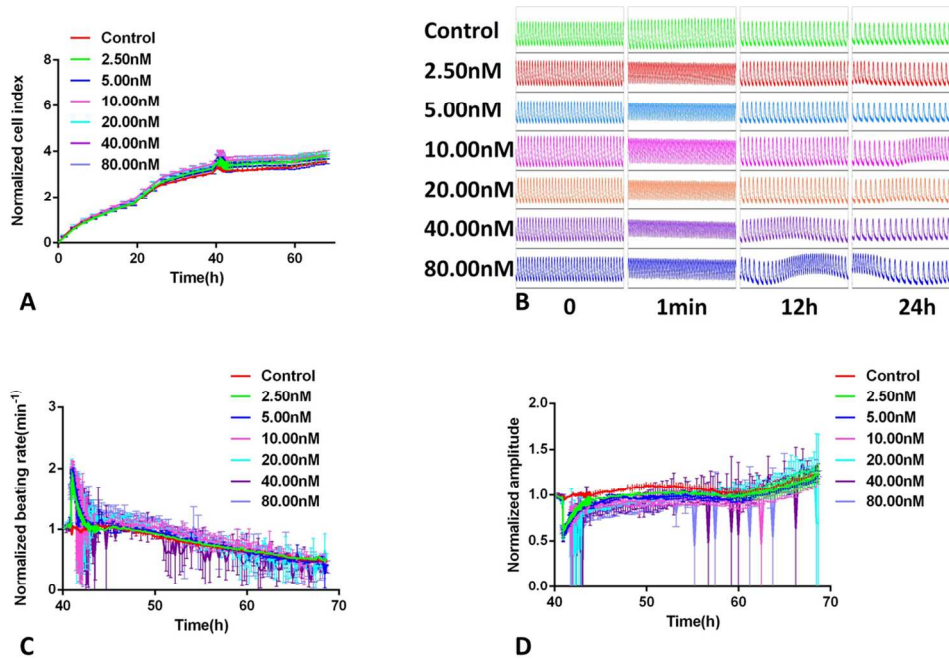 Control
2.50nM
5.00nM
10.00nM
20.00nM
40.00nM
80.00nM
Normalized cell index
8
6
4
2
0
0
20
40
60
Time(h)
A
Control
2.50nM
5.00nM
10.00nM
20.00nM
40.00nM
80.00nM
B
0
1min
12h
24h
Control
2.50nM
5.00nM
10.00nM
20.00nM
40.00nM
80.00nM
Normalized beating rate(min⁻¹)
3
2
1
0
40
50
60
70
Time(h)
C
Control
2.50nM
5.00nM
10.00nM
20.00nM
40.00nM
80.00nM
Normalized amplitude
2.0
1.5
1.0
0.5
0.0
40
50
60
70
Time(h)
D